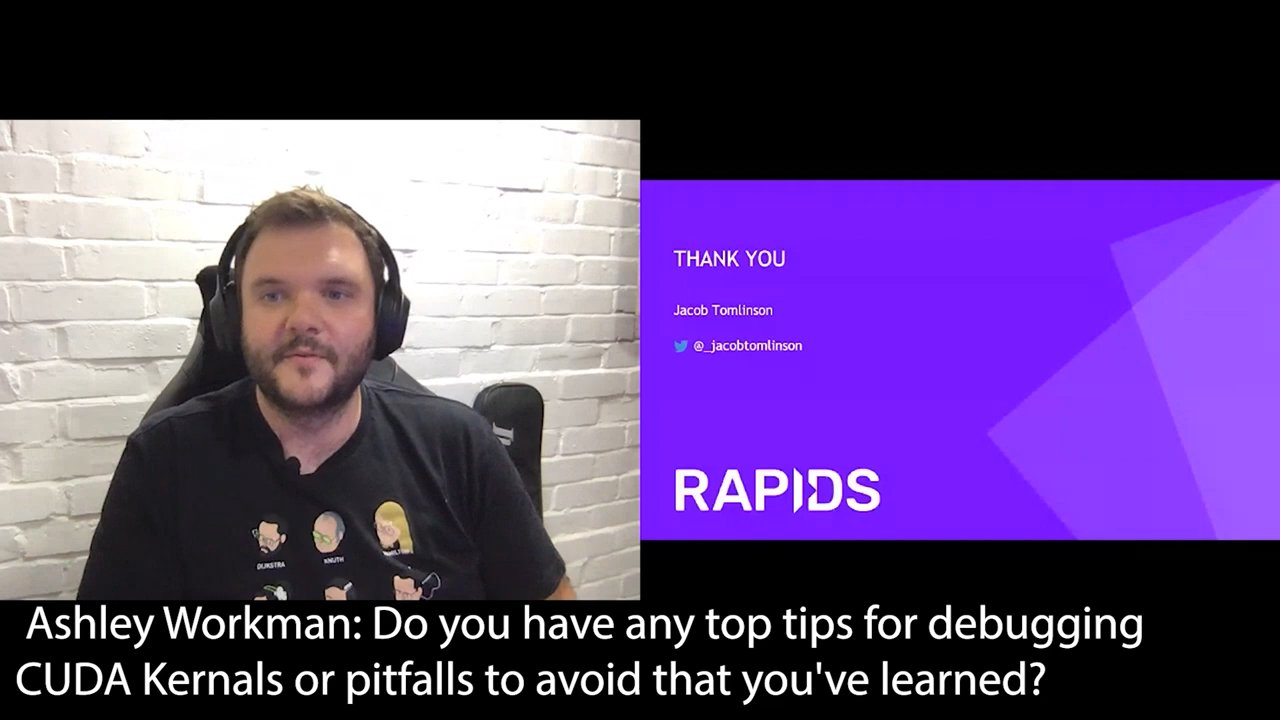 THANK YOU
Jacob Tomlinson
@_jacobtomlinson
RAPIDS
DIJKSTRA
KNUTH
Ashley Workman: Do you have any top tips for debugging
CUDA Kernals or pitfalls to avoid that you've learned?